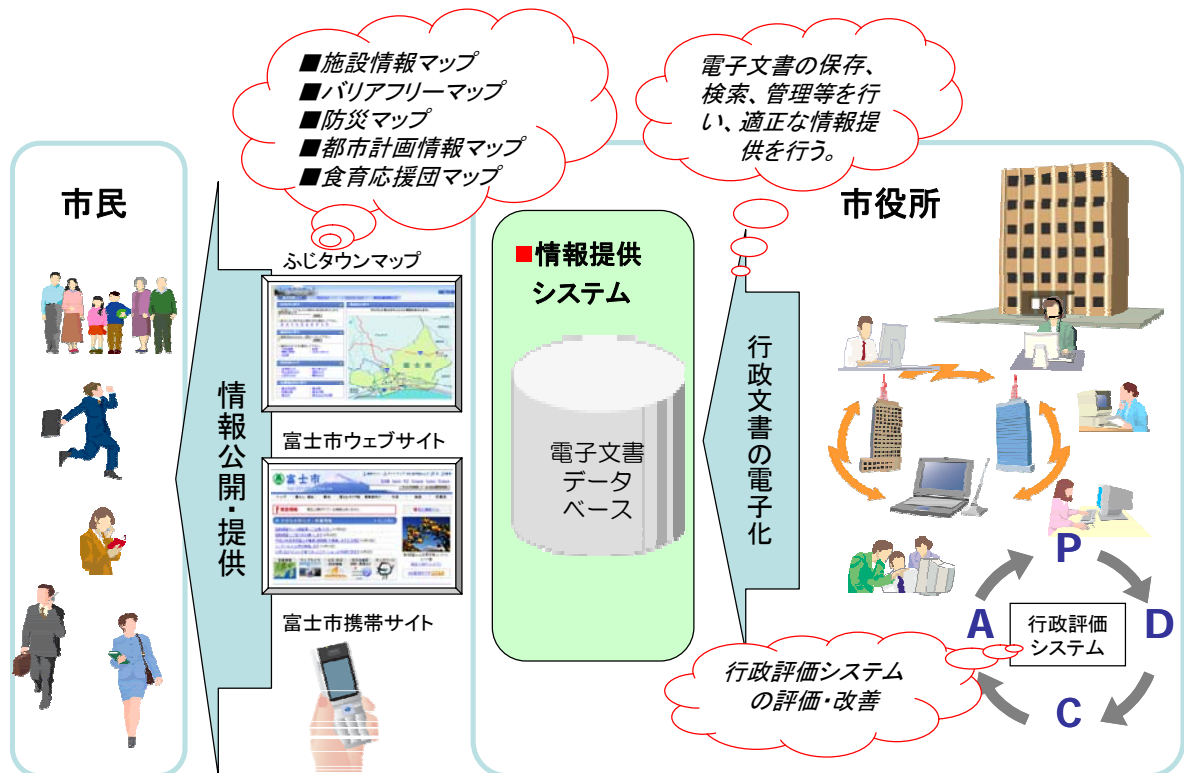 ■施設情報マップ
■バリアフリーマップ
■防災マップ
■都市計画情報マップ
■食育応援団マップ
電子文書の保存、
検索、管理等を行
い、適正な情報提
供を行う。
市民
市役所
ふじタウンマップ
■情報提供
システム
情報公開・提供
行政文書の電子化
富士市ウェブサイト
富士市
電子文書
データ
ベース
富士市携帯サイト
P
A
D
C
行政評価
システム
行政評価システム
の評価・改善